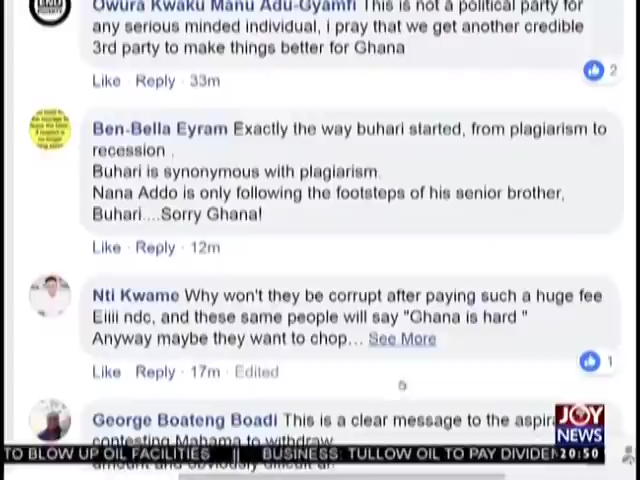 Owura Kwaku Manu Adu-Gyamfi This is not a political party for
any serious minded individual, i pray that we get another credible
3rd party to make things better for Ghana
Like · Reply · 33m
2
Ben-Bella Eyram Exactly the way buhari started, from plagiarism to
recession .
Buhari is synonymous with plagiarism.
Nana Addo is only following the footsteps of his senior brother,
Buhari....Sorry Ghana!
Like · Reply · 12m
Nti Kwame Why won't they be corrupt after paying such a huge fee
Eiiii ndc, and these same people will say "Ghana is hard "
Anyway maybe they want to chop... See More
1
Like · Reply · 17m · Edited
George Boateng Boadi This is a clear message to the aspir
contesting Mahama to withdraw
JOY
NEWS
TO BLOW UP OIL FACILITIES || BUSINESS: TULLOW OIL TO PAY DIVIDEN
20:50
amount and obviously difficult